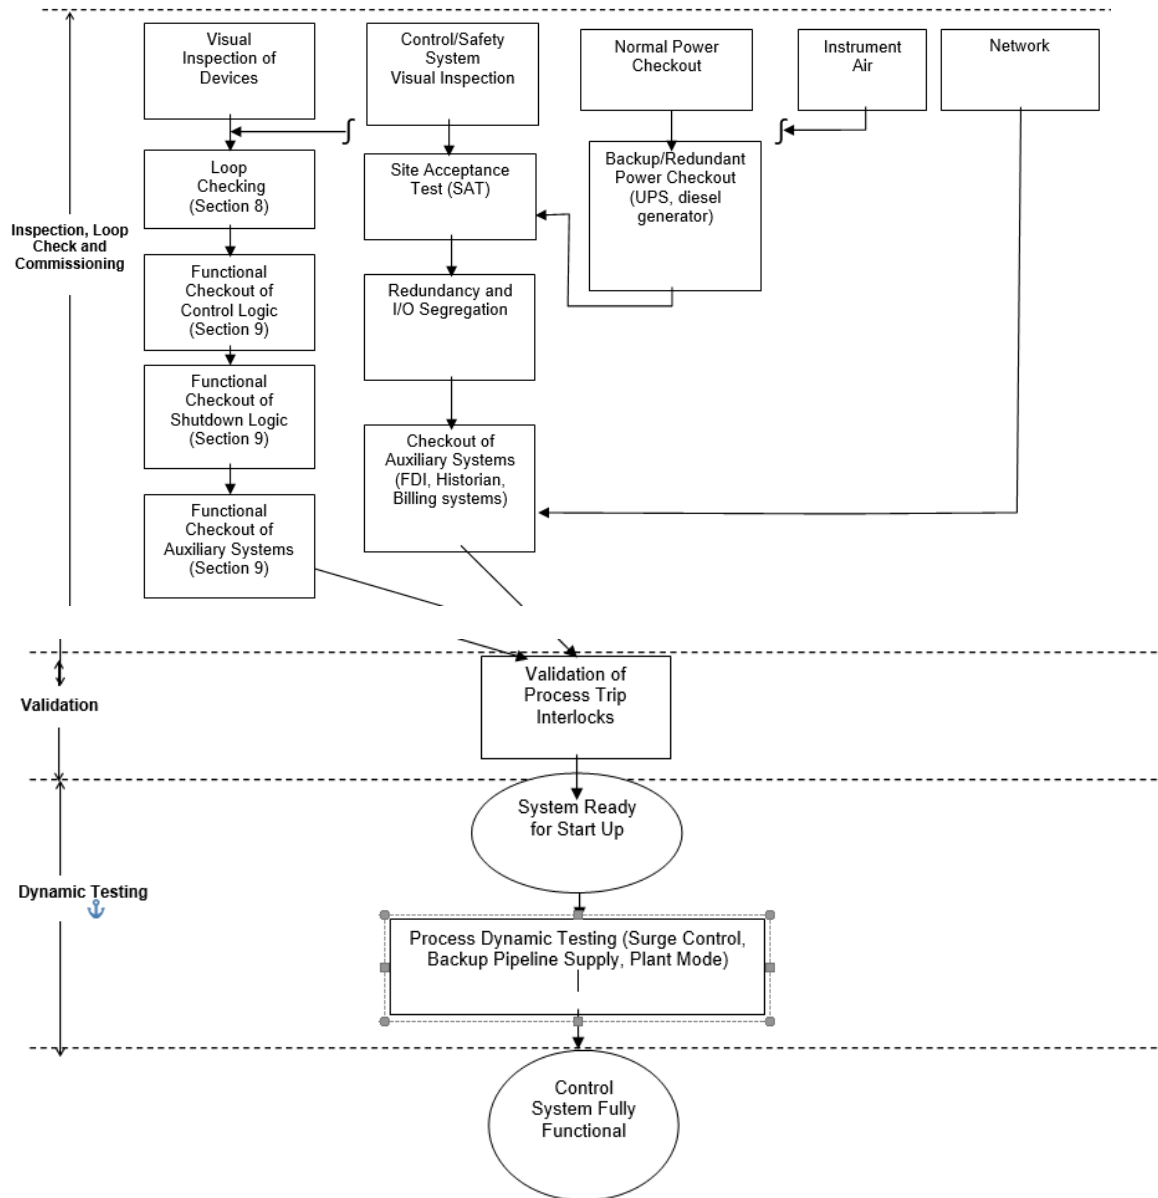 Visual
Inspection of
Devices
Control/Safety
System
Visual Inspection
Normal Power
Checkout
Instrument
Air
Network
Loop
Checking
(Section 8)
Site Acceptance
Test (SAT)
Backup/Redundant
Power Checkout
(UPS, diesel
generator)
Inspection, Loop
Check and
Commissioning
Functional
Checkout of
Control Logic
(Section 9)
Redundancy and
I/O Segregation
Functional
Checkout of
Shutdown Logic
(Section 9)
Checkout of
Auxiliary Systems
(FDI, Historian,
Billing systems)
Functional
Checkout of
Auxiliary Systems
(Section 9)
Validation
Validation of
Process Trip
Interlocks
System Ready
for Start Up
Dynamic Testing
Process Dynamic Testing (Surge Control,
Backup Pipeline Supply, Plant Mode)
Control
System Fully
Functional